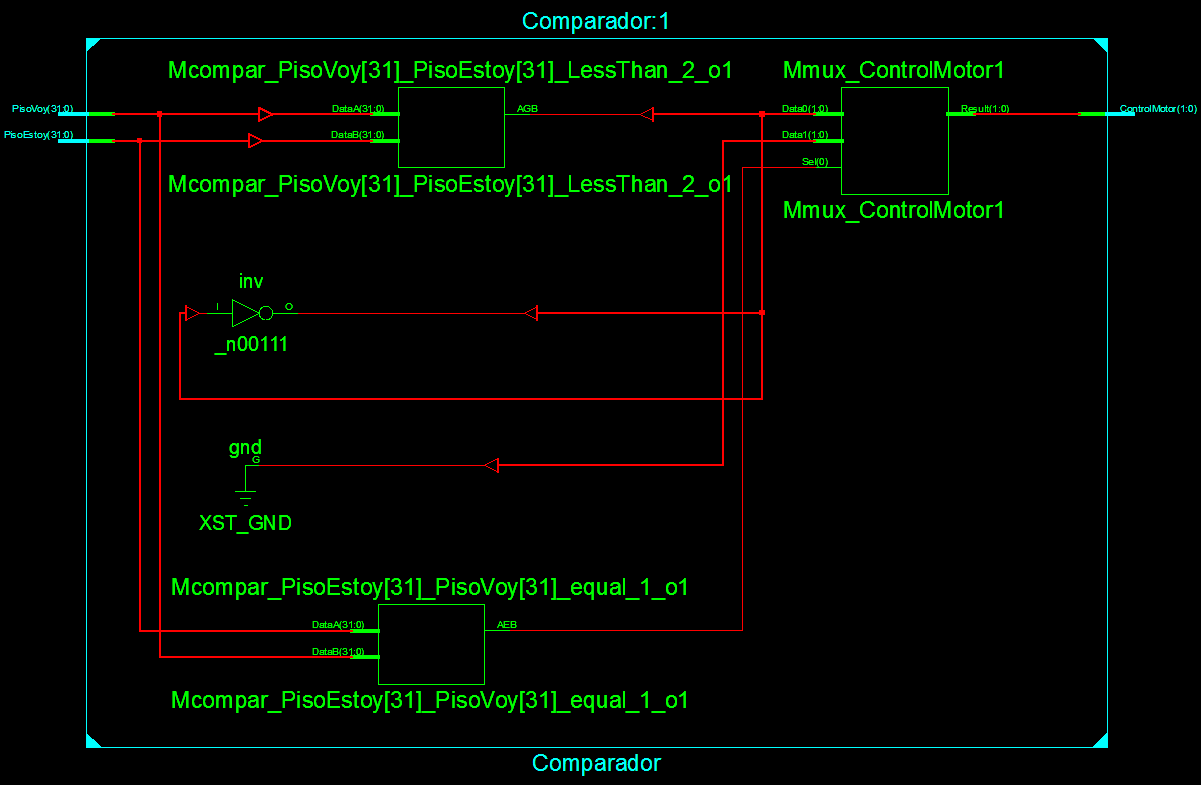 Comparador:1
Mcompar_PisoVoy[31]_PisoEstoy[31]_LessThan_2_o1
Mmux_ControlMotor1
PisoVoy(31:0)
DataA(31:0)
AGB
Data0(1:0)
Result(1:0)
ControlMotor(1:0)
PisoEstoy(31:0)
DataB(31:0)
Data1(1:0)
Sel(0)
Mcompar_PisoVoy[31]_PisoEstoy[31]_LessThan_2_o1
Mmux_ControlMotor1
inv
I
O
_n00111
gnd
G
XST_GND
Mcompar_PisoEstoy[31]_PisoVoy[31]_equal_1_o1
DataA(31:0)
AEB
DataB(31:0)
Mcompar_PisoEstoy[31]_PisoVoy[31]_equal_1_o1
Comparador